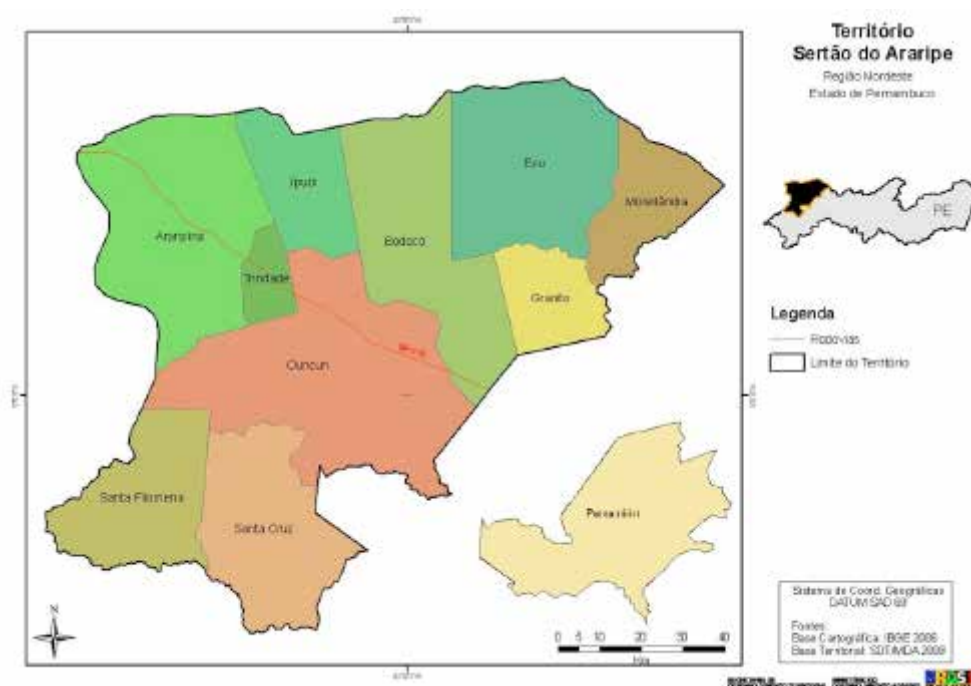 Território
Sertão do Araripe
Região Nordeste
Estado de Pernambuco
PE
Legenda
Rodovias
Limite do Território
Exu
Ipubi
Moreilândia
Araripina
Bodocó
Trindade
Granito
Ouricuri
Santa Filomena
Santa Cruz
Parnamirim
N
0 5 10 20 30 40
Km
Sistema de Coord. Geográficas
DATUM SAD 69
Fontes:
Base Cartográfica: IBGE 2006
Base Territorial: SDT/MDA 2009